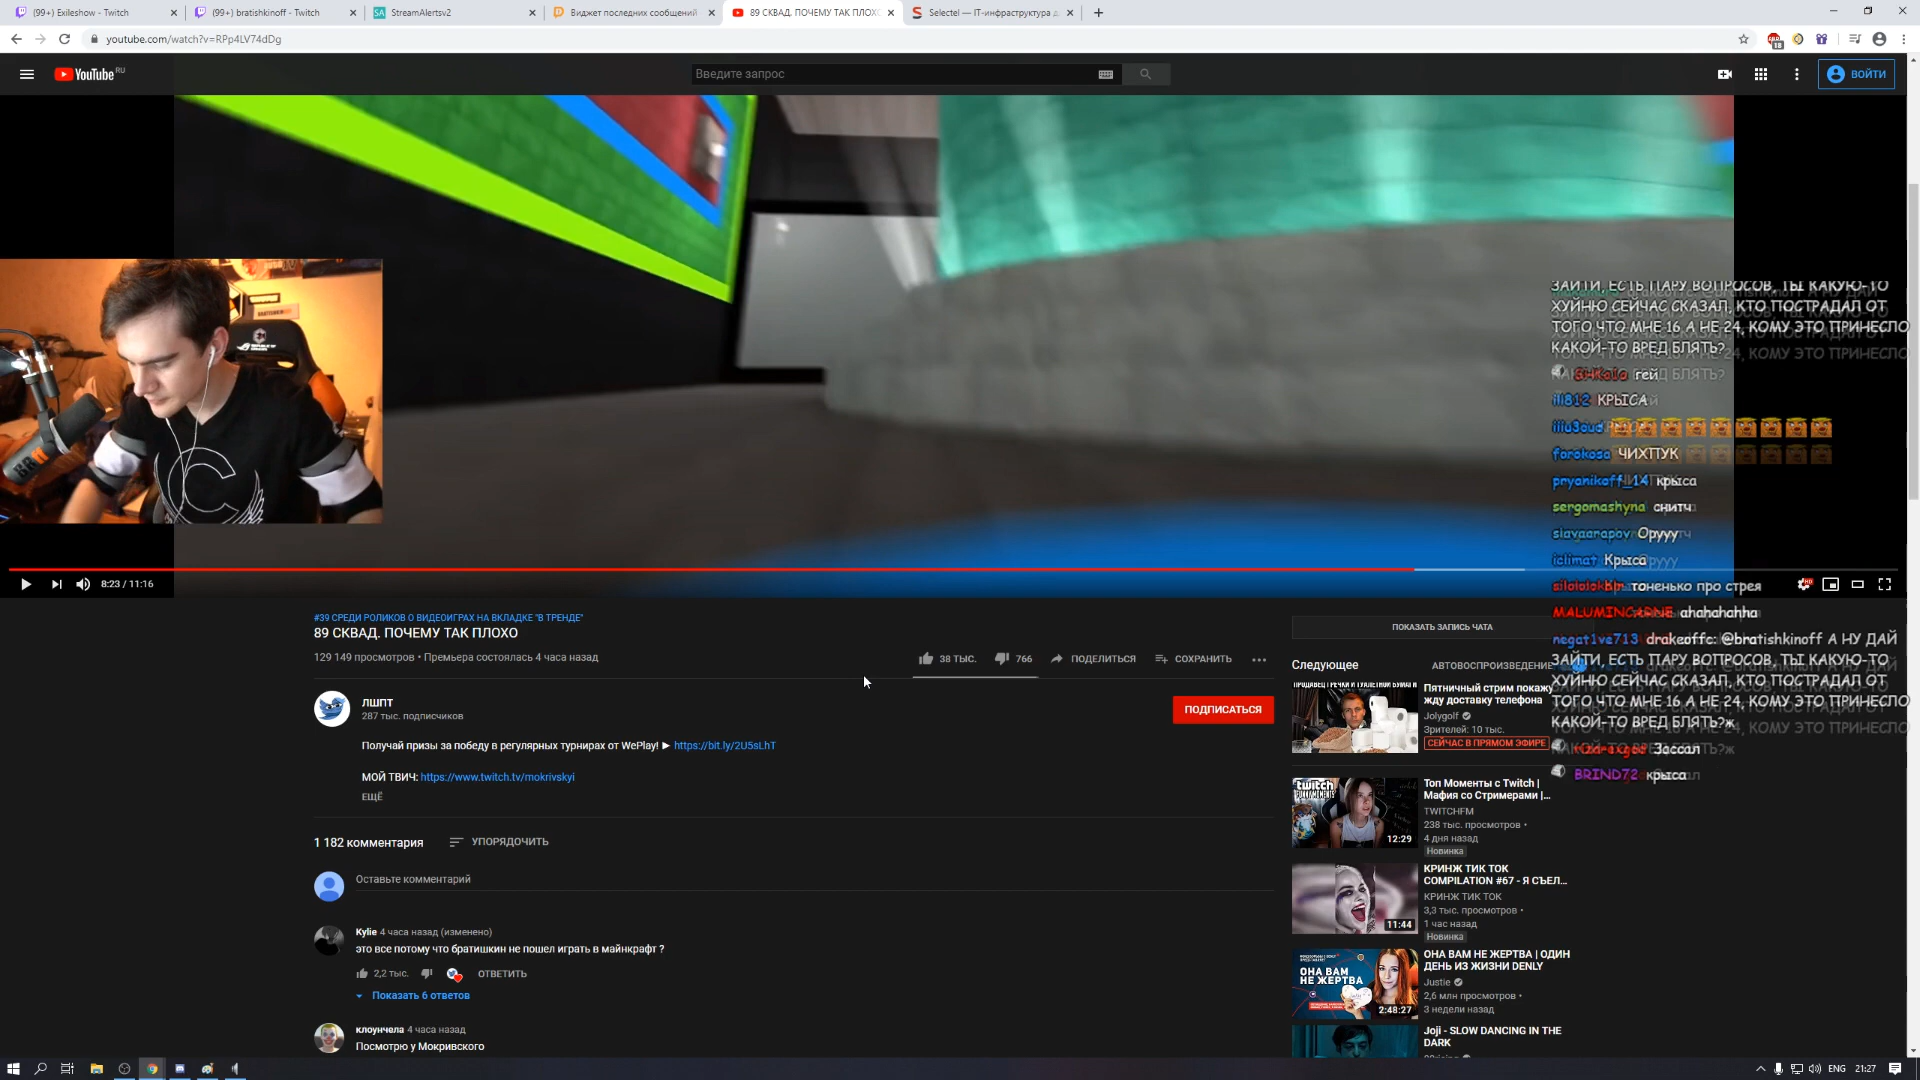 (99+) Exileshow - Twitch
(99+) bratishkinoff - Twitch
StreamAlertsv2
Виджет последних сообщений
89 СКВАД. ПОЧЕМУ ТАК ПЛОХО
Selectel — IT-инфраструктура д
youtube.com/watch?v=RPp4LV74dDg
18
YouTube RU
Введите запрос
ВОЙТИ
ЗАЙТИ, ЕСТЬ ПАРУ ВОПРОСОВ, ТЫ КАКУЮ-ТО
ХУЙНЮ СЕЙЧАС СКАЗАЛ, КТО ПОСТРАДАЛ ОТ
ТОГО ЧТО МНЕ 16 А НЕ 24, КОМУ ЭТО ПРИНЕСЛО
КАКОЙ-ТО ВРЕД БЛЯТЬ?
гей
ill812 КРЫСА
forokosa ЧИХПУК
pryanikoff_14 крыса
sergomashyna снитч
slavaarapov Оруууу
iclimat Крыса
тоненько про стрея
ahahahahha
negat1ve713 drakeoffc: @bratishkinoff А НУ ДАЙ
ЗАЙТИ, ЕСТЬ ПАРУ ВОПРОСОВ, ТЫ КАКУЮ-ТО
ХУЙНЮ СЕЙЧАС СКАЗАЛ, КТО ПОСТРАДАЛ ОТ
ТОГО ЧТО МНЕ 16 А НЕ 24, КОМУ ЭТО ПРИНЕСЛО
КАКОЙ-ТО ВРЕД БЛЯТЬ?ж
Зассал
BRIND72 крыса
8:23 / 11:16
#39 СРЕДИ РОЛИКОВ О ВИДЕОИГРАХ НА ВКЛАДКЕ "В ТРЕНДЕ"
89 СКВАД. ПОЧЕМУ ТАК ПЛОХО
129 149 просмотров • Премьера состоялась 4 часа назад
38 ТЫС.
766
ПОДЕЛИТЬСЯ
СОХРАНИТЬ
ЛШПТ
287 тыс. подписчиков
ПОДПИСАТЬСЯ
Получай призы за победу в регулярных турнирах от WePlay! ► https://bit.ly/2U5sLhT
МОЙ ТВИЧ: https://www.twitch.tv/mokrivskyi
ЕЩЁ
1 182 комментария
УПОРЯДОЧИТЬ
Оставьте комментарий
Kylie 4 часа назад (изменено)
это все потому что братишкин не пошел играть в майнкрафт ?
2,2 тыс.
ОТВЕТИТЬ
Показать 6 ответов
клоунчела 4 часа назад
Посмотрю у Мокривского
ПОКАЗАТЬ ЗАПИСЬ ЧАТА
Следующее
АВТОВОСПРОИЗВЕДЕНИЕ
ПРОДАВЕЦ ГРЕЧКИ И ТУАЛЕТНОЙ БУМАГИ
Пятничный стрим покажу
жду доставку телефона
Jolygolf
Зрителей: 10 тыс.
СЕЙЧАС В ПРЯМОМ ЭФИРЕ
twitch
12:29
Топ Моменты с Twitch |
Мафия со Стримерами |...
TWITCHFM
238 тыс. просмотров •
4 дня назад
Новинка
11:44
КРИНЖ ТИК ТОК
COMPILATION #67 - Я СЪЕЛ...
КРИНЖ ТИК ТОК
3,3 тыс. просмотров •
1 час назад
Новинка
ОНА ВАМ
НЕ ЖЕРТВА
2:48:27
ОНА ВАМ НЕ ЖЕРТВА | ОДИН
ДЕНЬ ИЗ ЖИЗНИ DENLY
Justie
2,6 млн просмотров •
3 недели назад
Joji - SLOW DANCING IN THE
DARK
ENG
21:27